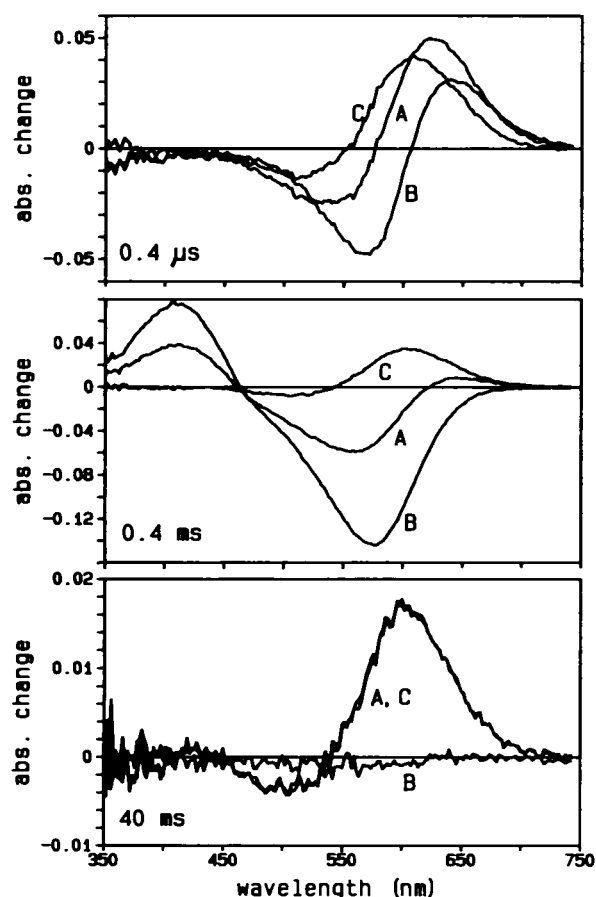 0.05
0
-0.05
abs. change
C
A
B
0.4 µs
0.04
0
-0.04
-0.08
-0.12
abs. change
C
A
B
0.4 ms
0.02
0.01
0
-0.01
abs. change
A, C
B
40 ms
350
450
550
650
750
wavelength (nm)